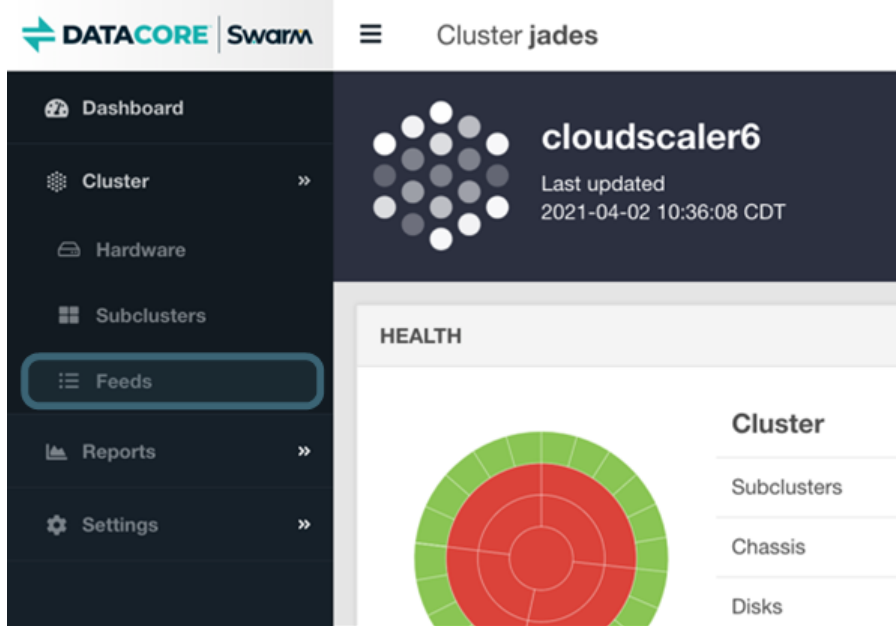 DATACORE Swarm
Cluster jades
Dashboard
Cluster »
Hardware
Subclusters
Feeds
Reports »
Settings »
cloudscaler6
Last updated
2021-04-02 10:36:08 CDT
HEALTH
Cluster
Subclusters
Chassis
Disks